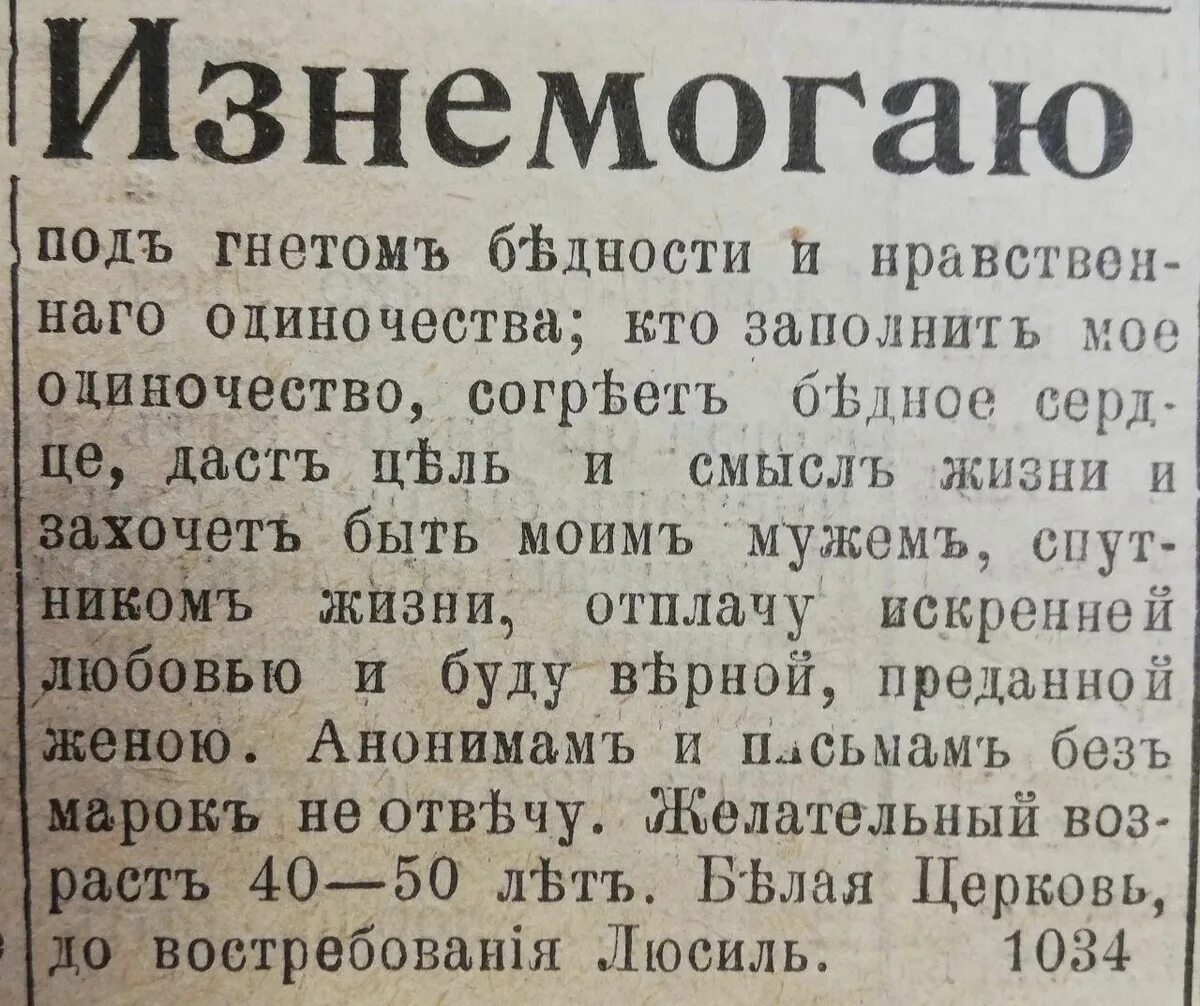 Изнемогаю
подъ гнетомъ бѣдности и нравствен-
наго одиночества; кто заполнитъ мое
одиночество, согрѣетъ бѣдное серд-
це, дастъ цѣль и смыслъ жизни и
захочетъ быть моимъ мужемъ, спут-
никомъ жизни, отплачу искренней
любовью и буду вѣрной, преданной
женою. Анонимамъ и письмамъ безъ
марокъ не отвѣчу. Желательный воз-
растъ 40—50 лѣтъ. Бѣлая Церковь,
до востребованія Люсиль. 1034